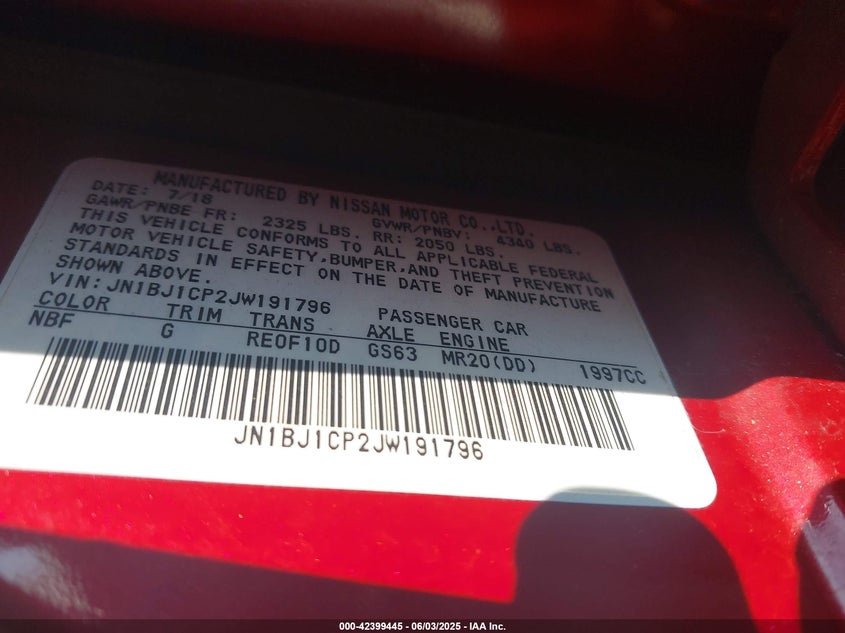 MANUFACTURED BY NISSAN MOTOR CO.,LTD.
DATE: 7/18 GVWR/PNBV: 4340 LBS.
GAWR/PNBE FR: 2325 LBS. RR: 2050 LBS.
THIS VEHICLE CONFORMS TO ALL APPLICABLE FEDERAL
MOTOR VEHICLE SAFETY,BUMPER,AND THEFT PREVENTION
STANDARDS IN EFFECT ON THE DATE OF MANUFACTURE
SHOWN ABOVE.
VIN:JN1BJ1CP2JW191796 PASSENGER CAR
COLOR TRIM TRANS AXLE ENGINE
NBF G RE0F10D GS63 MR20(DD) 1997CC
JN1BJ1CP2JW191796
000-42399445 | 06/03/2025 - IAA Inc.